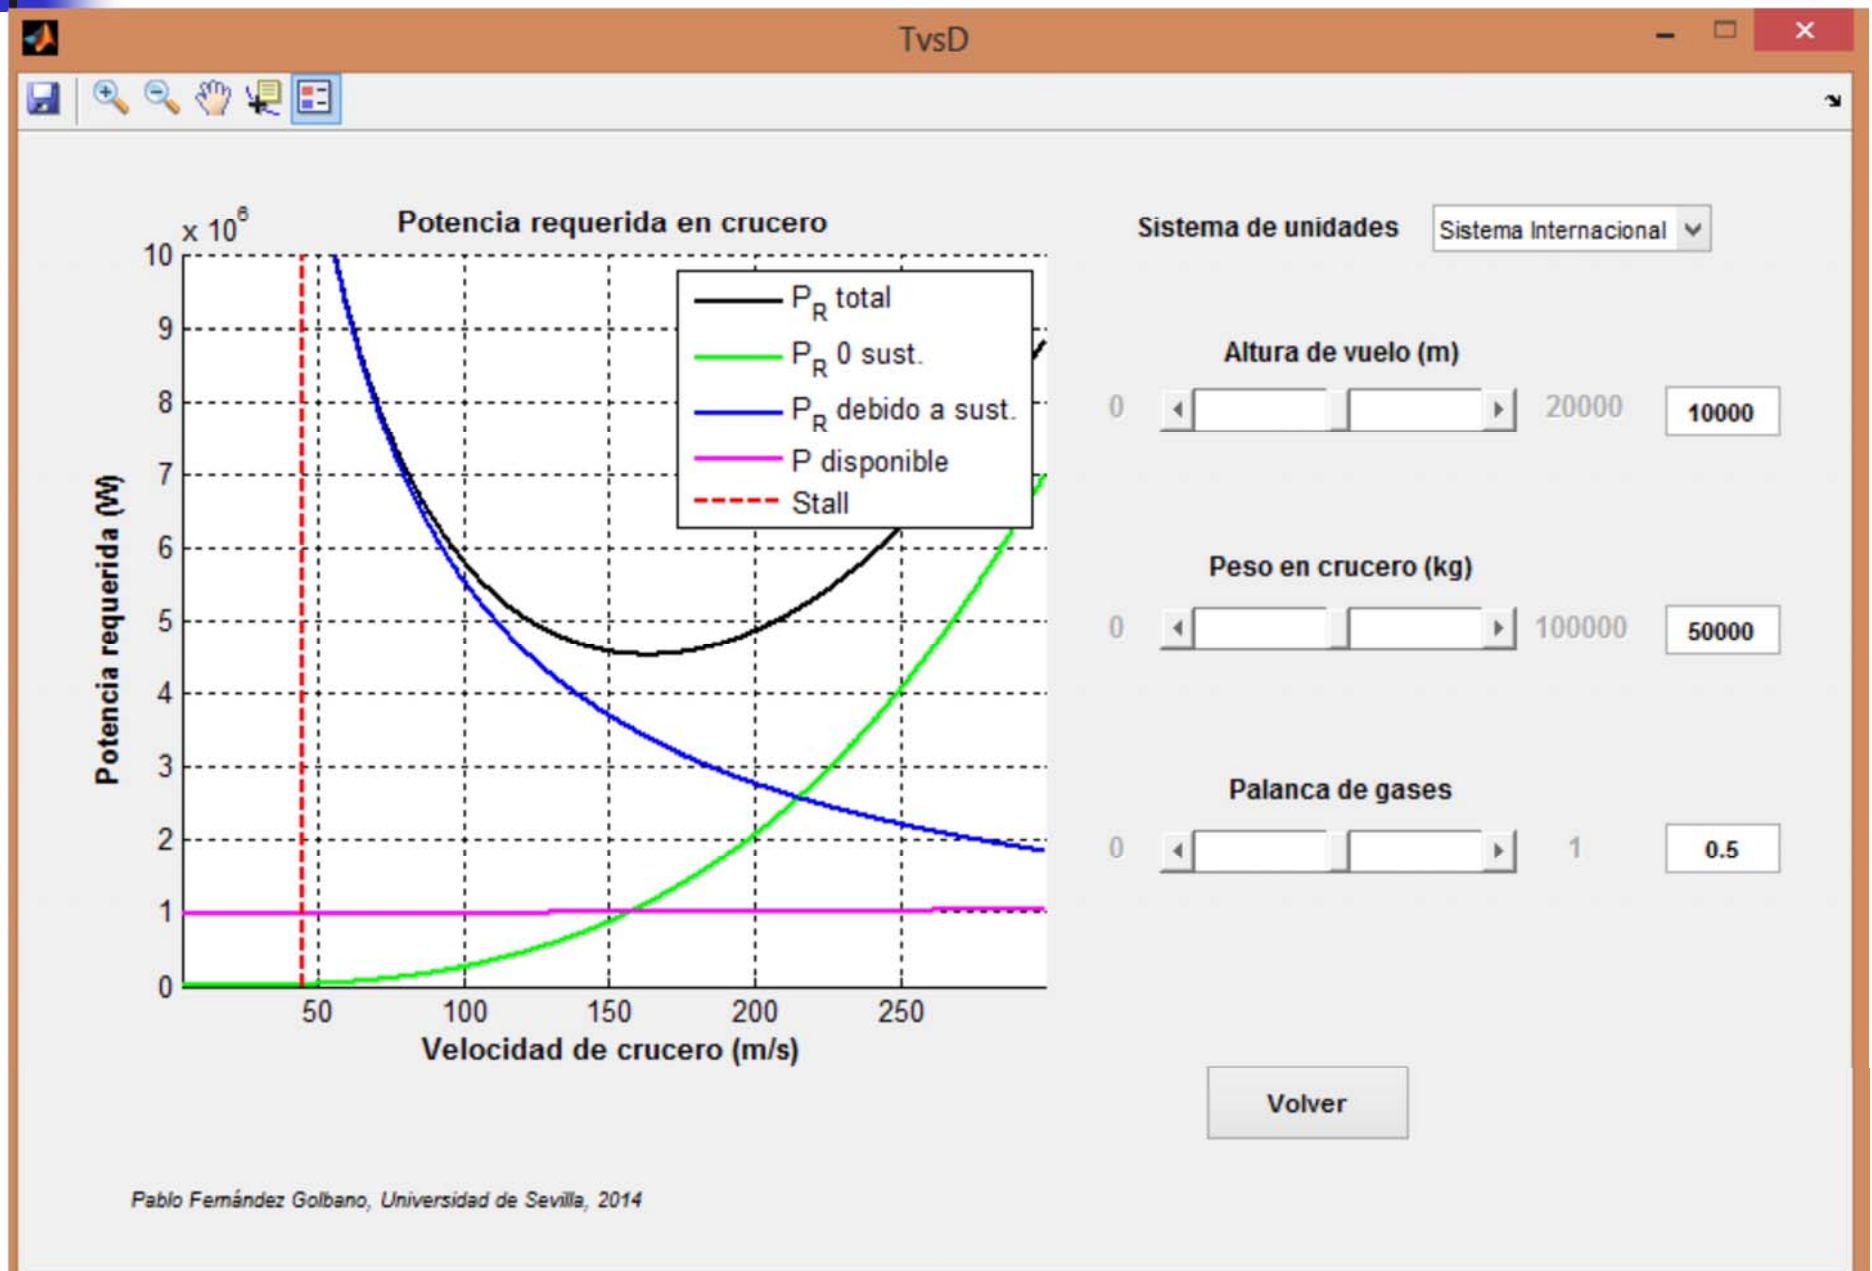 TvsD
x 10⁶
Potencia requerida en crucero
10
9
8
7
6
5
4
3
2
1
0
Potencia requerida (W)
50 100 150 200 250
Velocidad de crucero (m/s)
P_R total
P_R 0 sust.
P_R debido a sust.
P disponible
Stall
Sistema de unidades Sistema Internacional
Altura de vuelo (m)
0 20000 10000
Peso en crucero (kg)
0 100000 50000
Palanca de gases
0 1 0.5
Volver
Pablo Fernández Golbano, Universidad de Sevilla, 2014